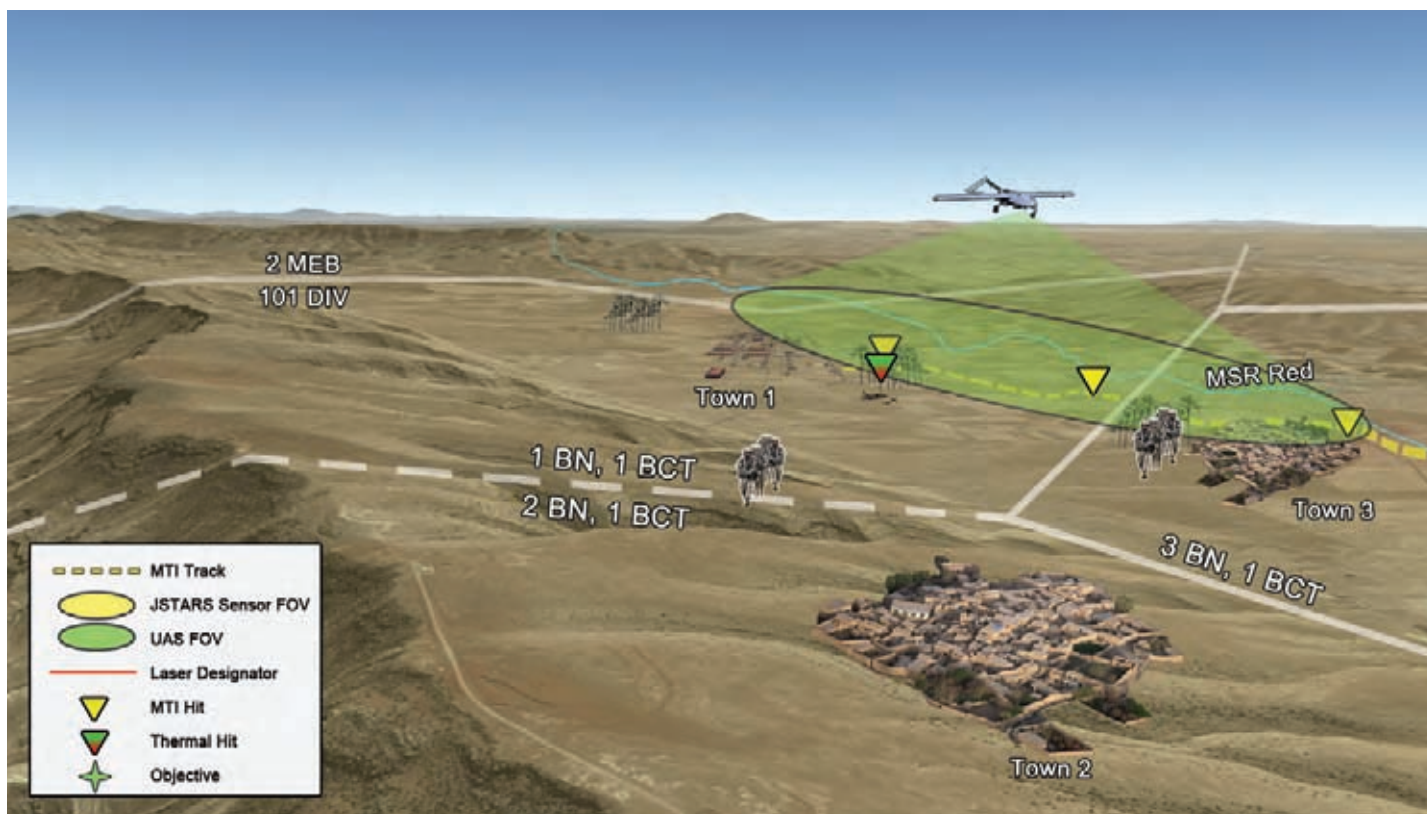 2 MEB
101 DIV
MSR Red
Town 1
1 BN, 1 BCT
2 BN, 1 BCT
Town 3
3 BN, 1 BCT
Town 2
MTI Track
JSTARS Sensor FOV
UAS FOV
Laser Designator
MTI Hit
Thermal Hit
Objective